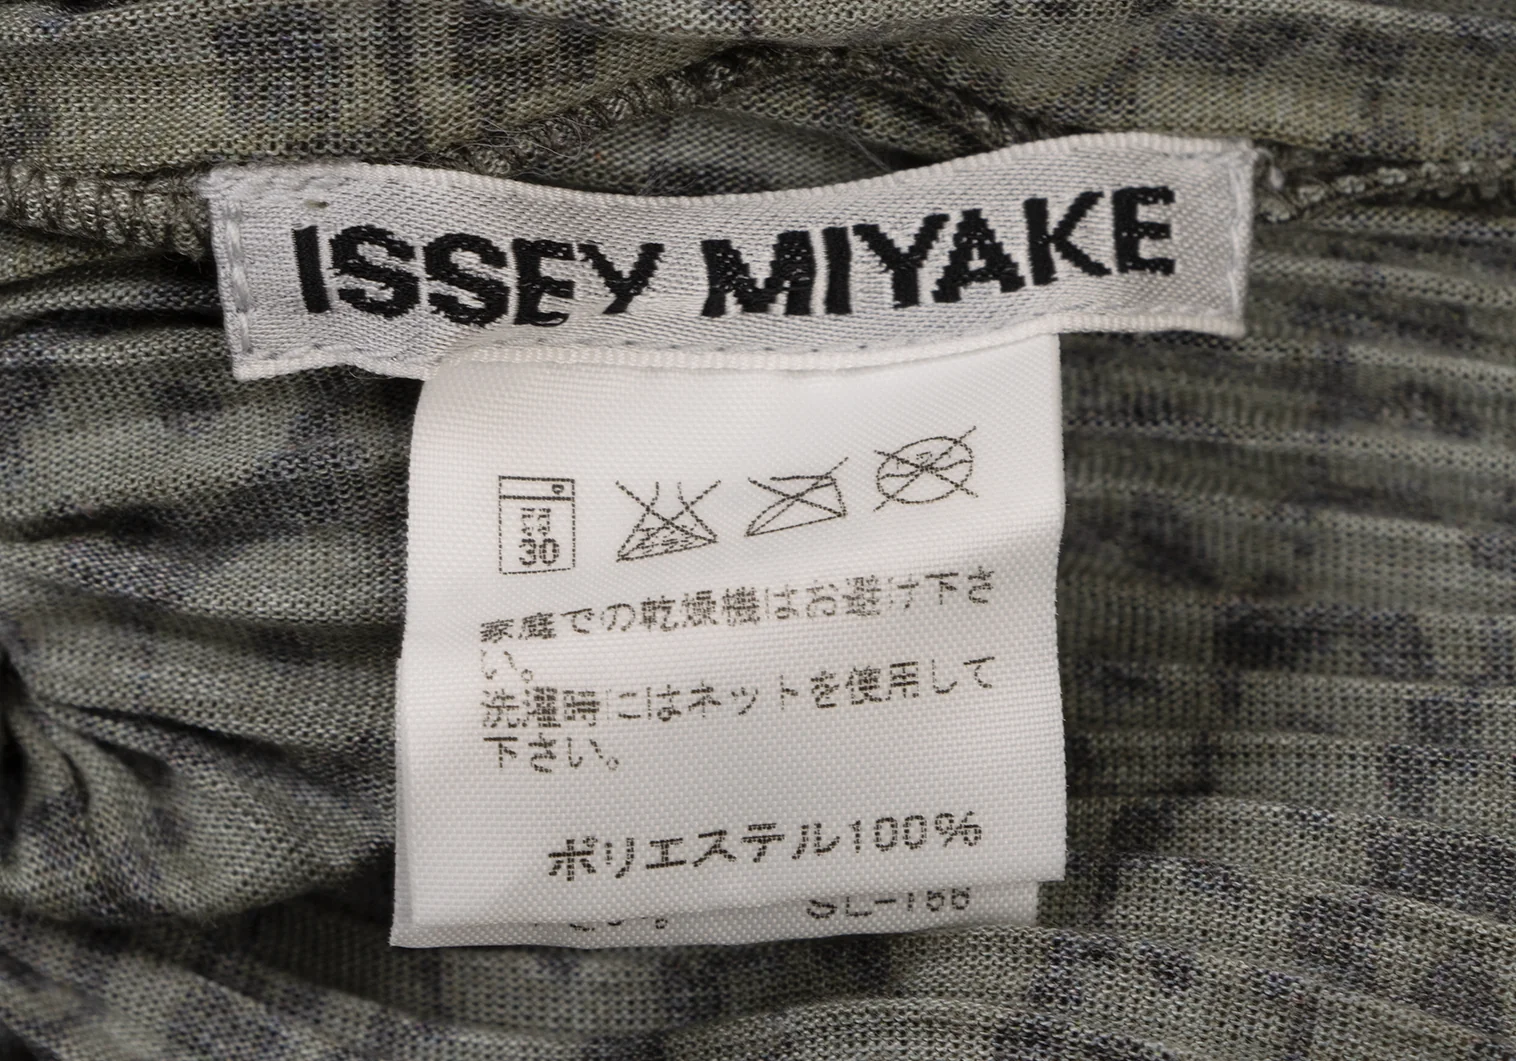 ISSEY MIYAKE
30
家庭での乾燥機はお避け下さ
い。
洗濯時にはネットを使用して
下さい。
ポリエステル100%